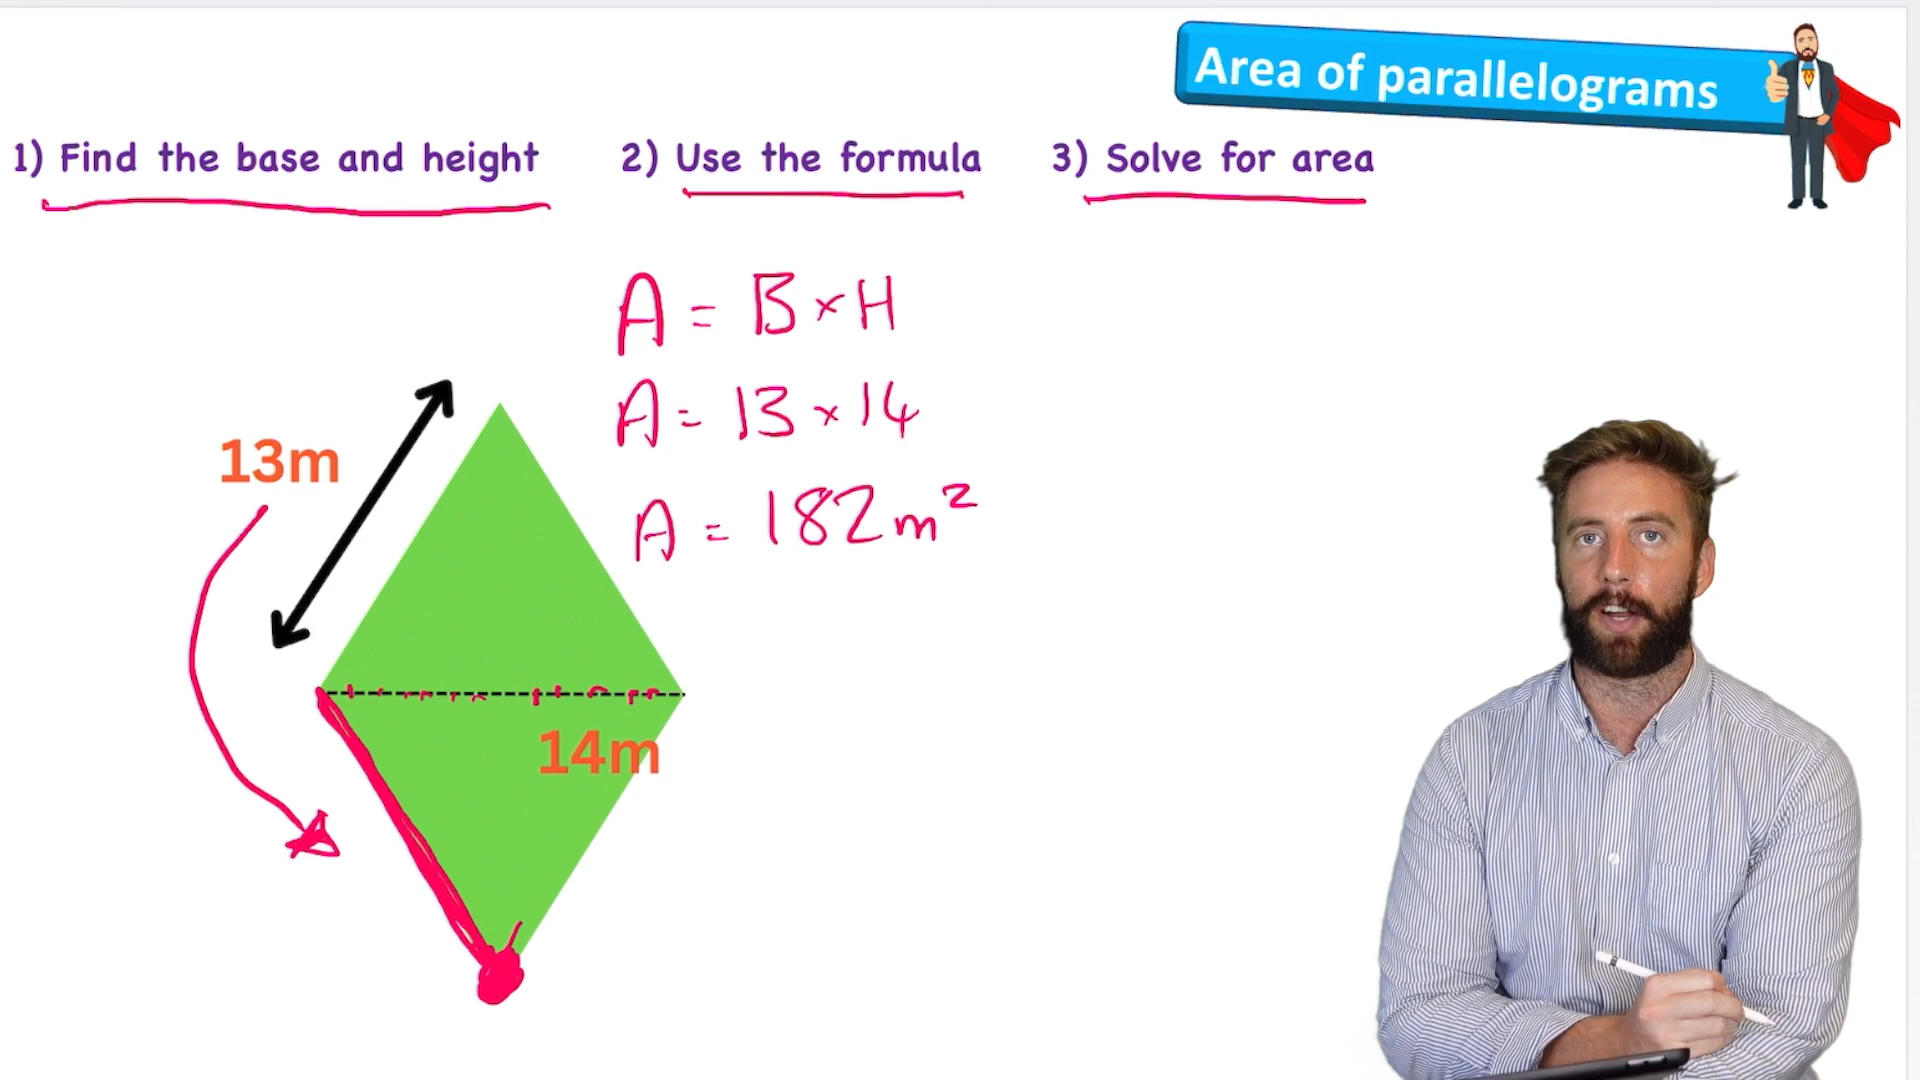 Area of parallelograms
1) Find the base and height 2) Use the formula 3) Solve for area
A = B × H
A = 13 × 14
13m
A = 182m²
14m